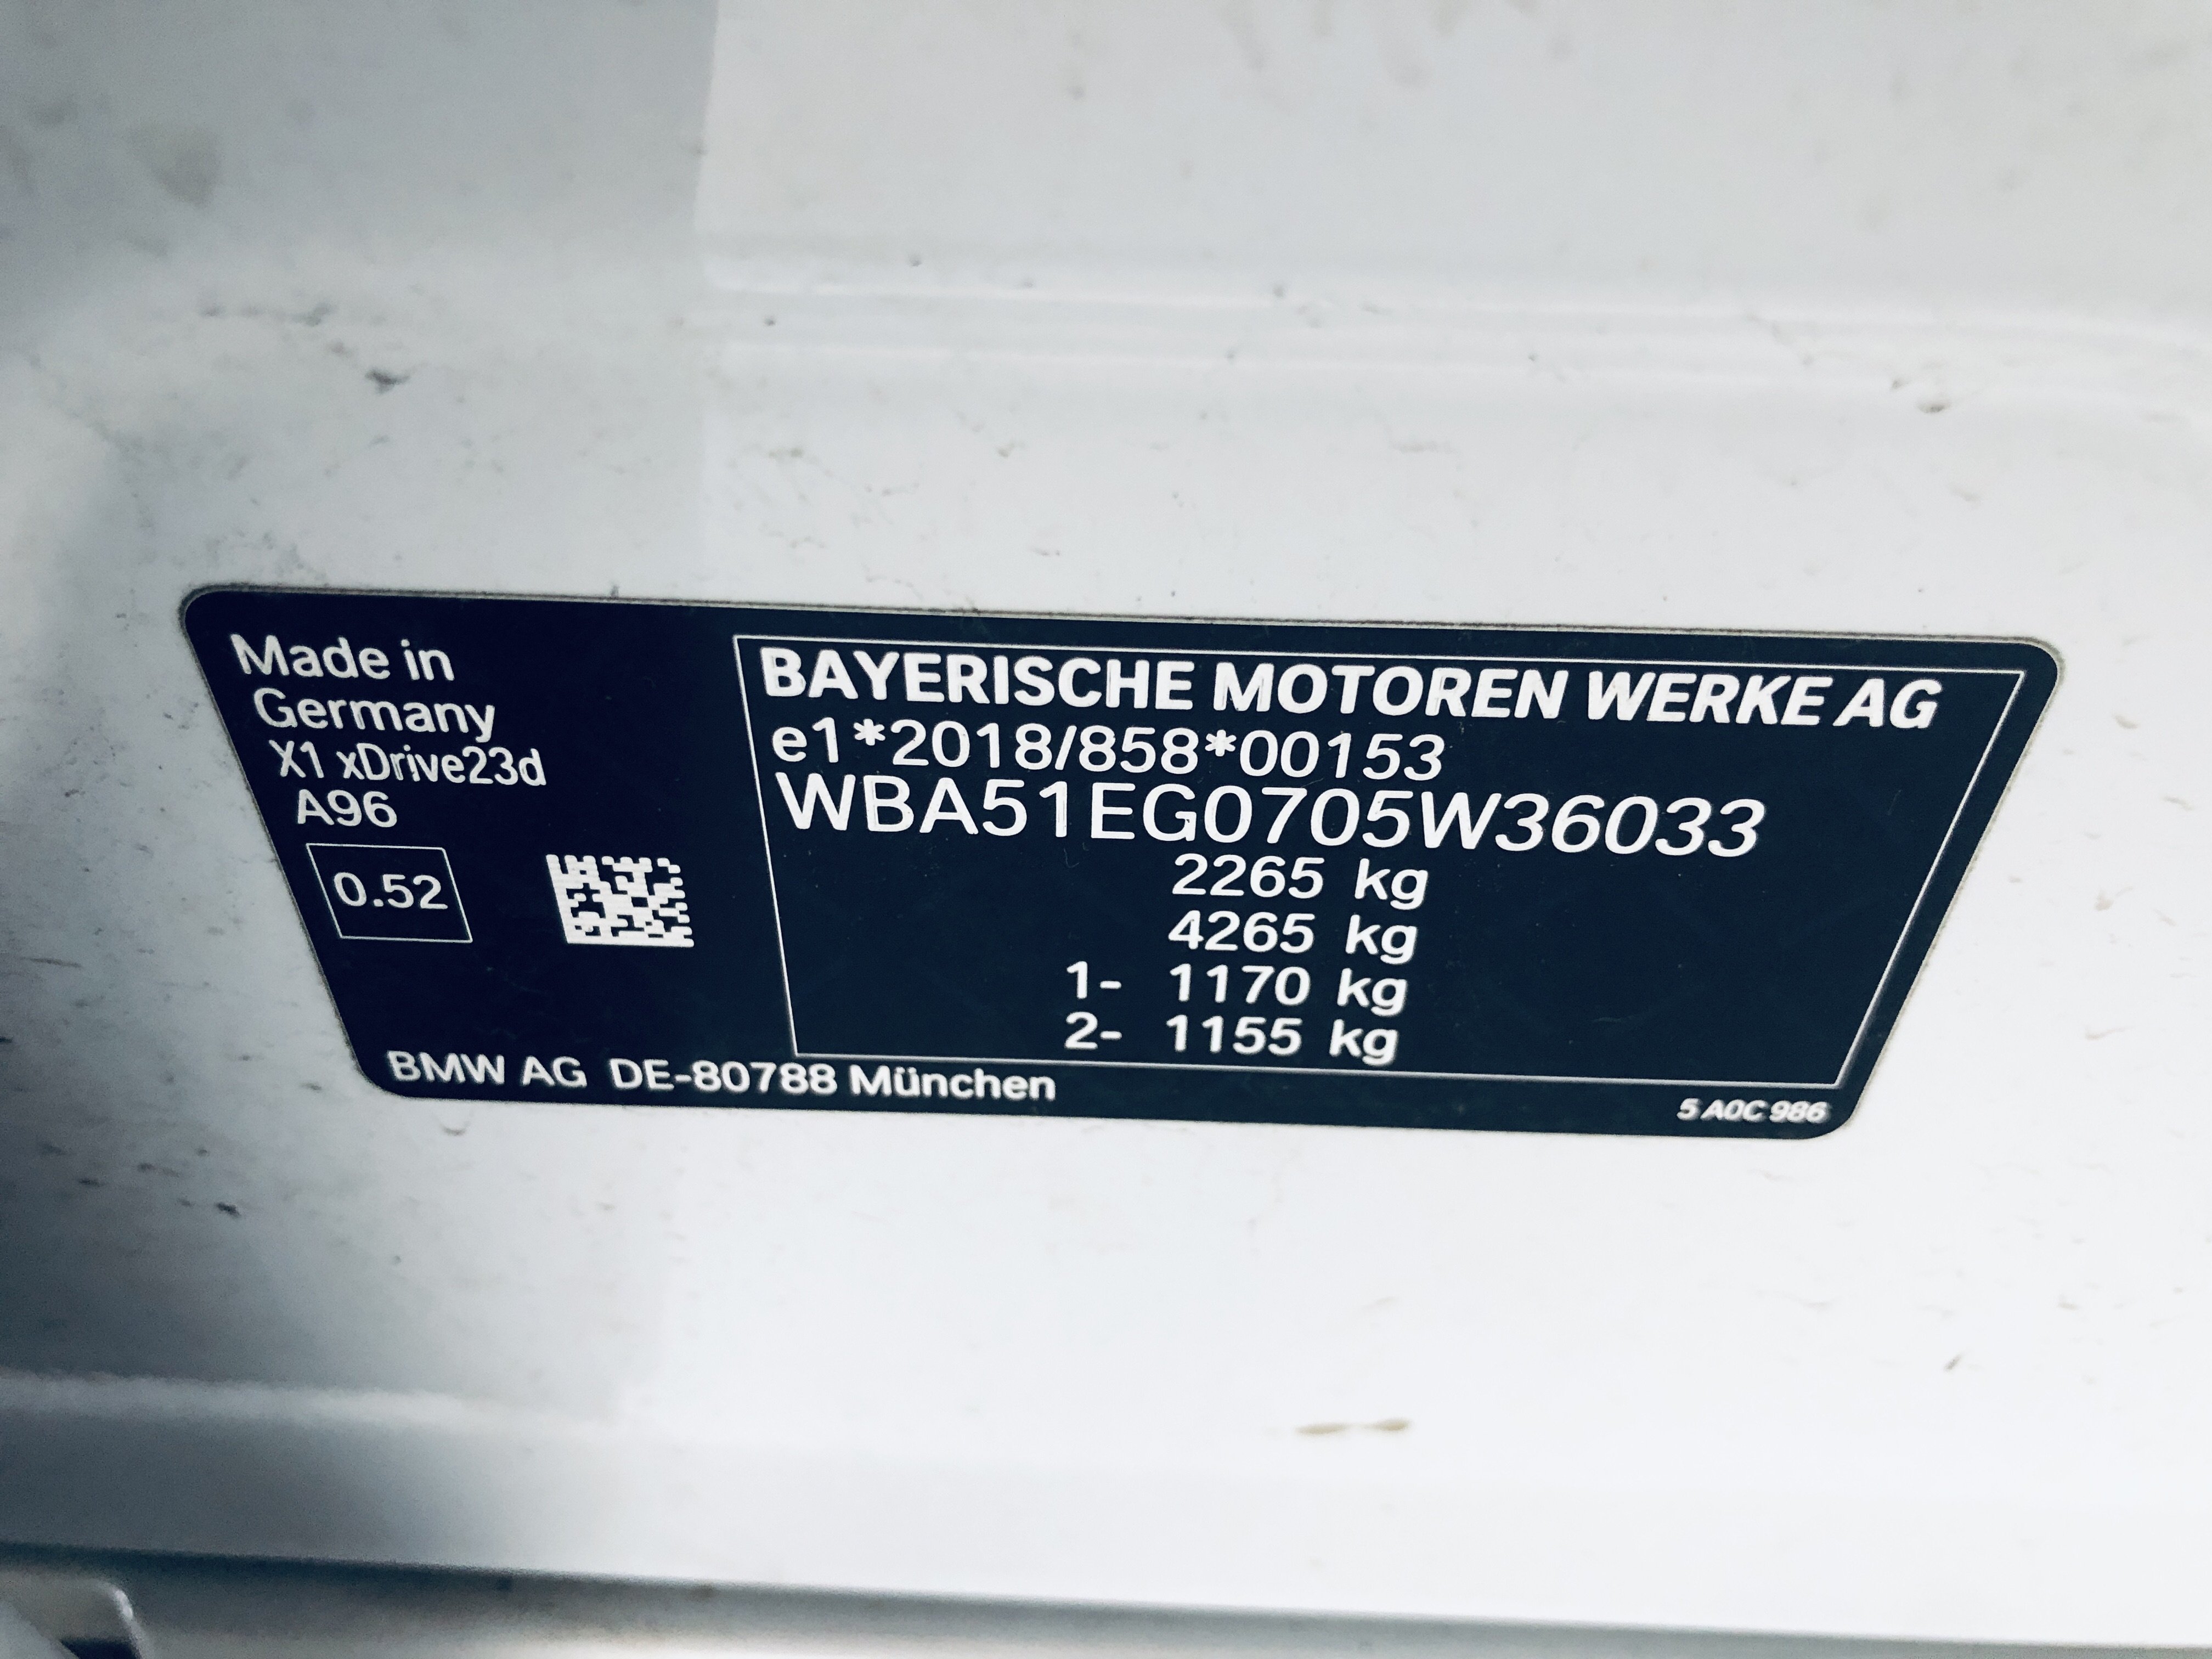 Made in
Germany
X1 xDrive23d
A96
0.52
BAYERISCHE MOTOREN WERKE AG
e1*2018/858*00153
WBA51EG0705W36033
2265 kg
4265 kg
1- 1170 kg
2- 1155 kg
BMW AG DE-80788 München
5 A0C 986